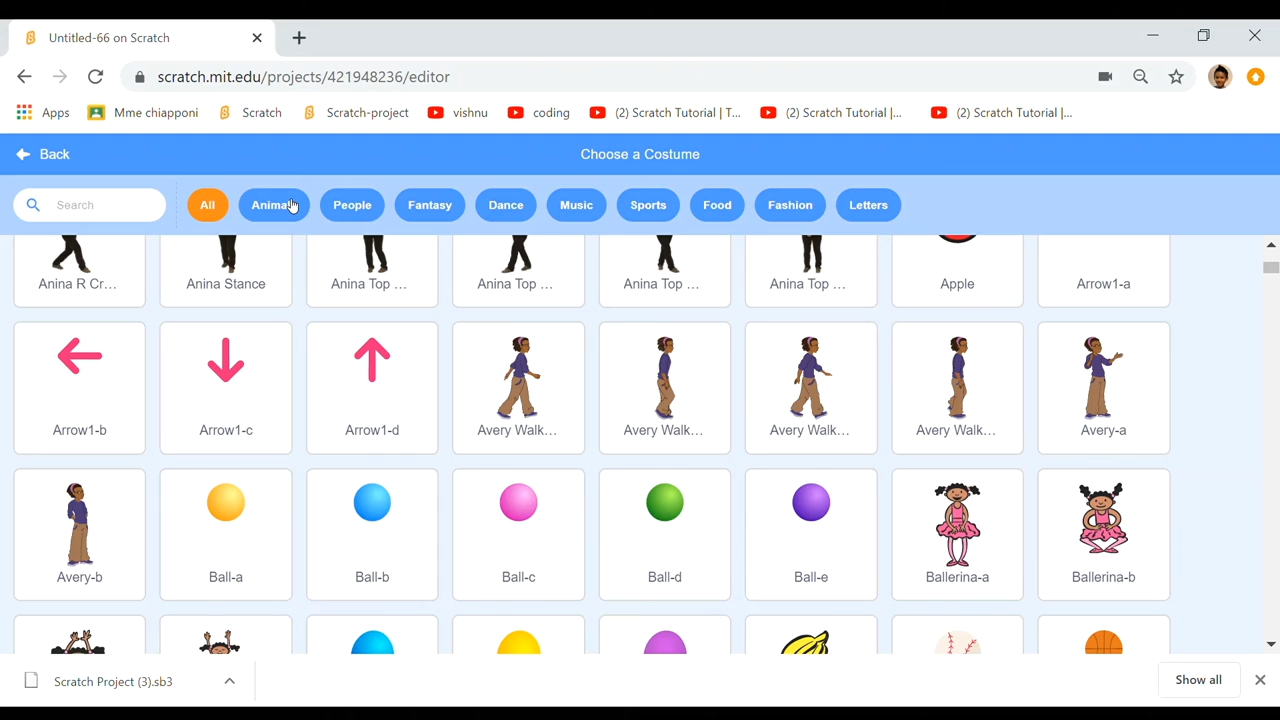 Untitled-66 on Scratch
scratch.mit.edu/projects/421948236/editor
Apps Mme chiapponi Scratch Scratch-project vishnu coding (2) Scratch Tutorial | T... (2) Scratch Tutorial |... (2) Scratch Tutorial |...
Back Choose a Costume
Search All People Fantasy Dance Music Sports Food Fashion Letters
Anina R Cr... Anina Stance Anina Top ... Anina Top ... Anina Top ... Anina Top ... Apple Arrow1-a
Arrow1-b Arrow1-c Arrow1-d Avery Walk... Avery Walk... Avery Walk... Avery Walk... Avery-a
Avery-b Ball-a Ball-b Ball-c Ball-d Ball-e Ballerina-a Ballerina-b
Scratch Project (3).sb3 Show all